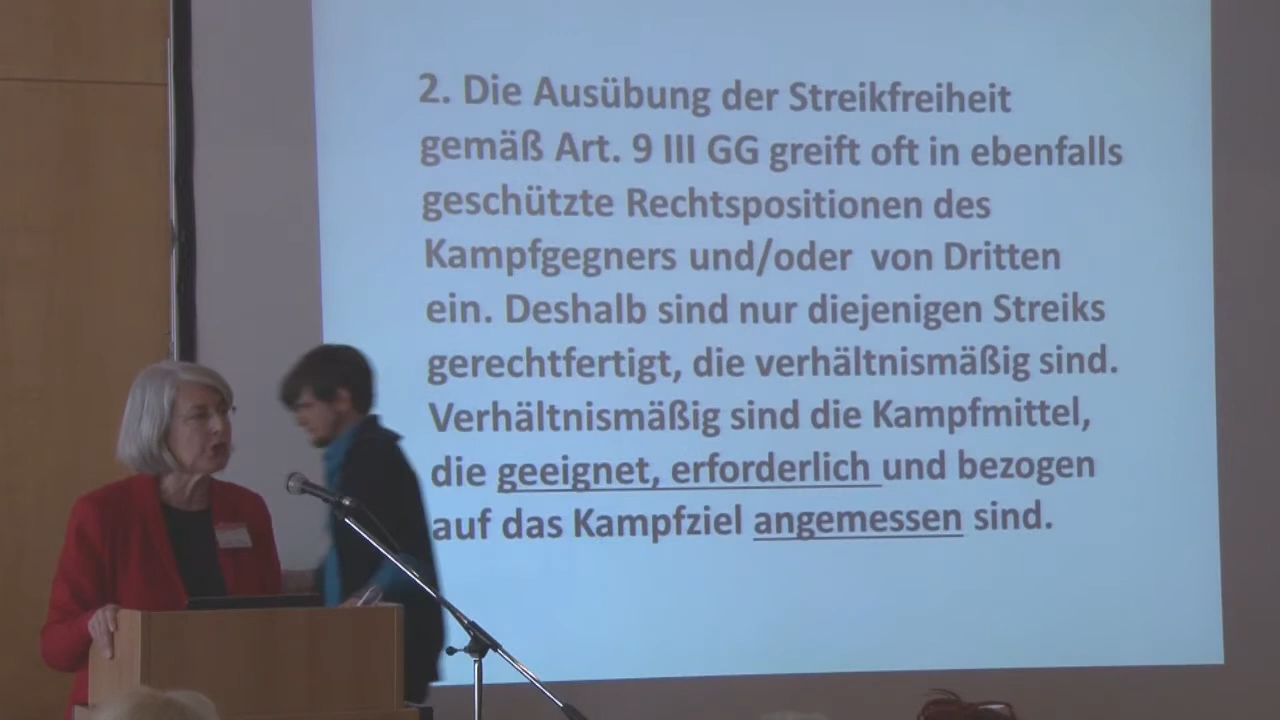 2. Die Ausübung der Streikfreiheit
gemäß Art. 9 III GG greift oft in ebenfalls
geschützte Rechtspositionen des
Kampfgegners und/oder von Dritten
ein. Deshalb sind nur diejenigen Streiks
gerechtfertigt, die verhältnismäßig sind.
Verhältnismäßig sind die Kampfmittel,
die geeignet, erforderlich und bezogen
auf das Kampfziel angemessen sind.